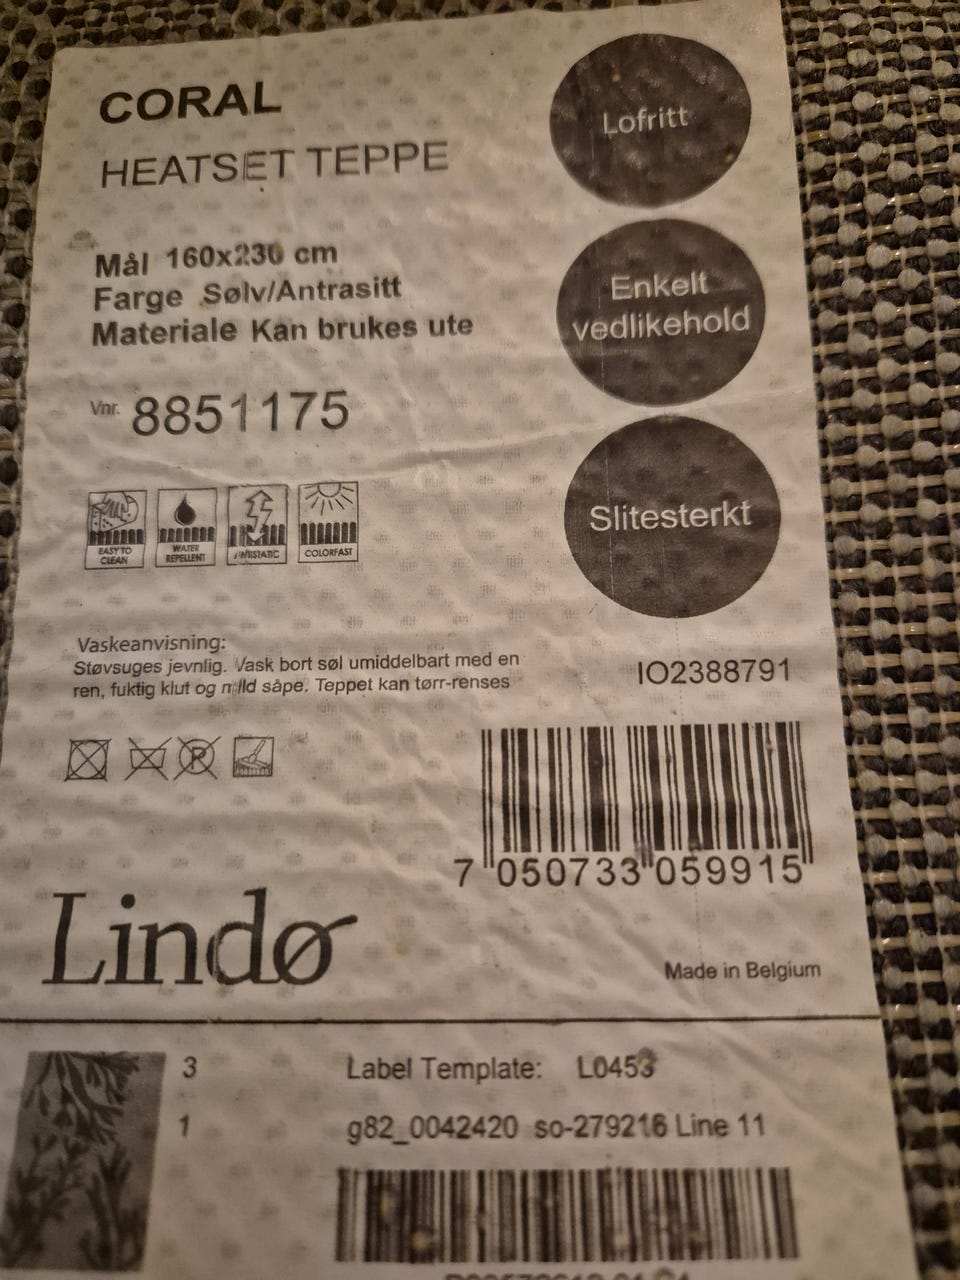 CORAL
HEATSET TEPPE
Lofritt
Mål 160x230 cm
Farge Sølv/Antrasitt
Materiale Kan brukes ute
Enkelt
vedlikehold
Vnr. 8851175
Slitesterkt
EASY TO
CLEAN
WATER
REPELLENT
ANTISTATIC
COLORFAST
Vaskeanvisning:
Støvsuges jevnlig. Vask bort søl umiddelbart med en
ren, fuktig klut og mild såpe. Teppet kan tørr-renses
IO2388791
P
7 050733 059915
Lindø
Made in Belgium
3
1
Label Template: L0453
g82_0042420 so-279216 Line 11